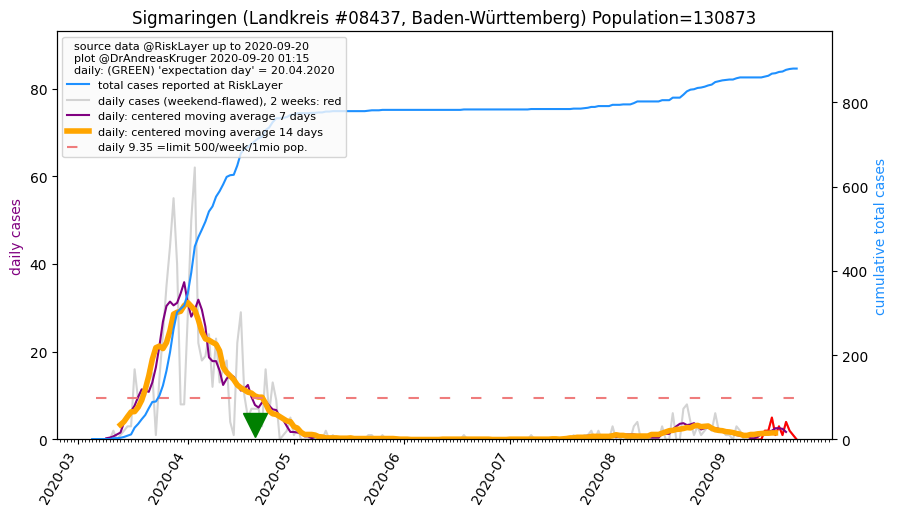 Sigmaringen (Landkreis #08437, Baden-Württemberg) Population=130873
source data @RiskLayer up to 2020-09-20
plot @DrAndreasKruger 2020-09-20 01:15
daily: (GREEN) 'expectation day' = 20.04.2020
total cases reported at RiskLayer
daily cases (weekend-flawed), 2 weeks: red
daily: centered moving average 7 days
daily: centered moving average 14 days
daily 9.35 =limit 500/week/1mio pop.
daily cases
80
60
40
20
0
cumulative total cases
800
600
400
200
0
2020-03
2020-04
2020-05
2020-06
2020-07
2020-08
2020-09